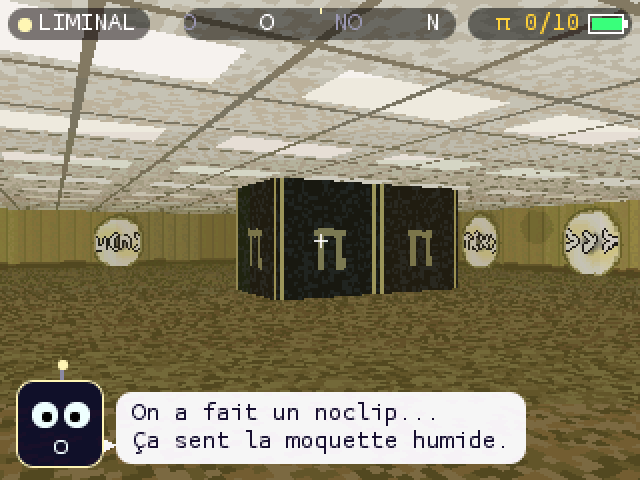 LIMINAL
O
O
NO
N
π 0/10
π
π
π
On a fait un noclip...
Ça sent la moquette humide.